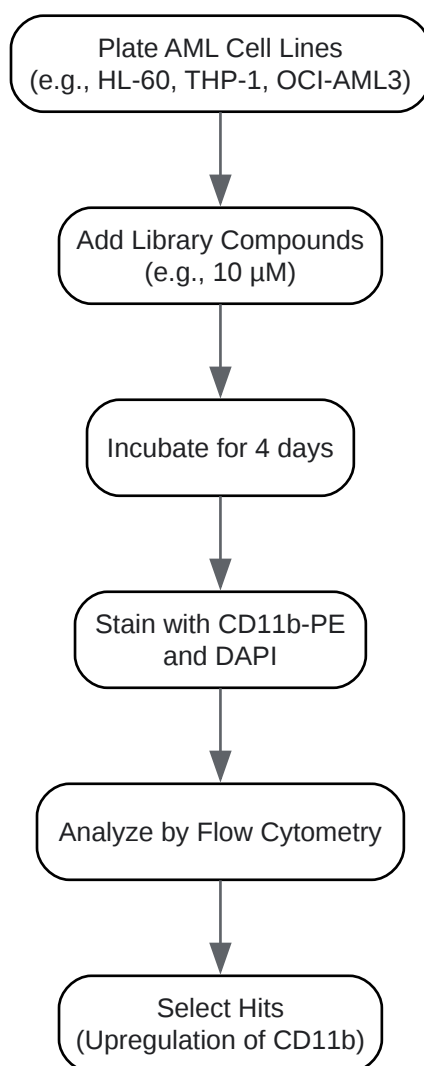 Plate AML Cell Lines
(e.g., HL-60, THP-1, OCI-AML3)
Add Library Compounds
(e.g., 10 µM)
Incubate for 4 days
Stain with CD11b-PE
and DAPI
Analyze by Flow Cytometry
Select Hits
(Upregulation of CD11b)